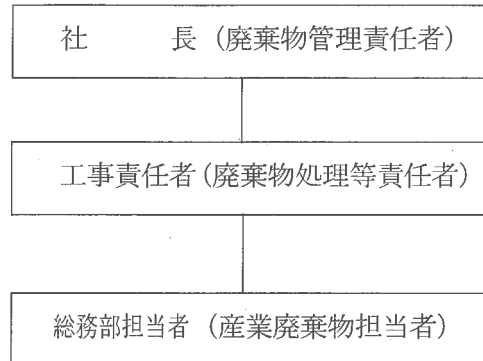 社　　長（廃棄物管理責任者）
工事責任者（廃棄物処理等責任者）
総務部担当者（産業廃棄物担当者）